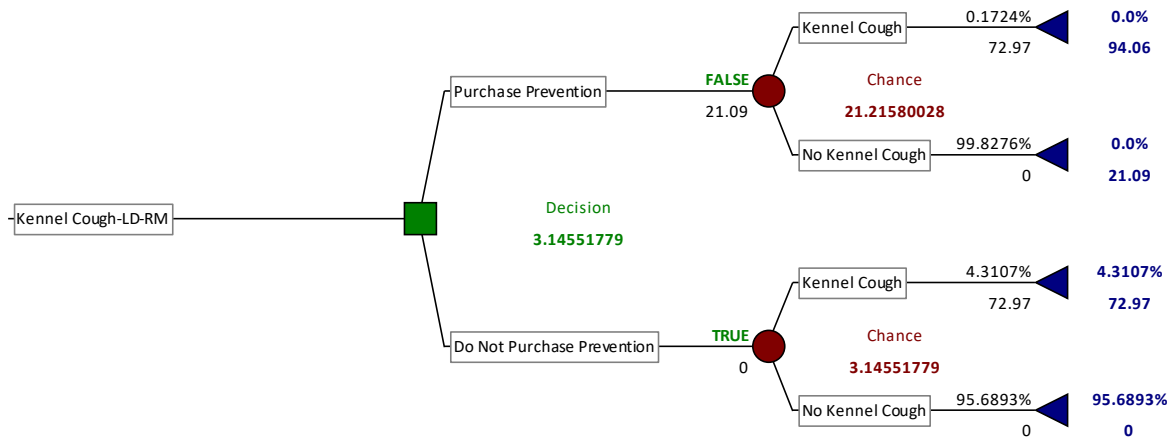 Kennel Cough 0.1724% 0.0%
72.97 94.06
FALSE Chance
Purchase Prevention
21.09 21.21580028
No Kennel Cough 99.8276% 0.0%
0 21.09
Decision
Kennel Cough-LD-RM
3.14551779
Kennel Cough 4.3107% 4.3107%
72.97 72.97
TRUE Chance
Do Not Purchase Prevention
0 3.14551779
No Kennel Cough 95.6893% 95.6893%
0 0